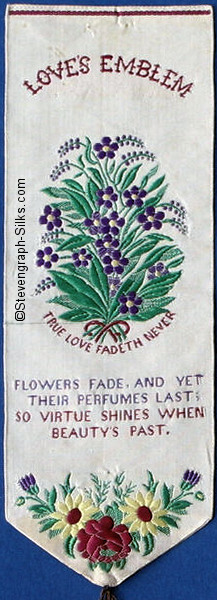 LOVE'S EMBLEM
©Stevengraph-Silks.com
TRUE LOVE FADETH NEVER
FLOWERS FADE, AND YET
THEIR PERFUMES LAST;
SO VIRTUE SHINES WHEN
BEAUTY'S PAST.